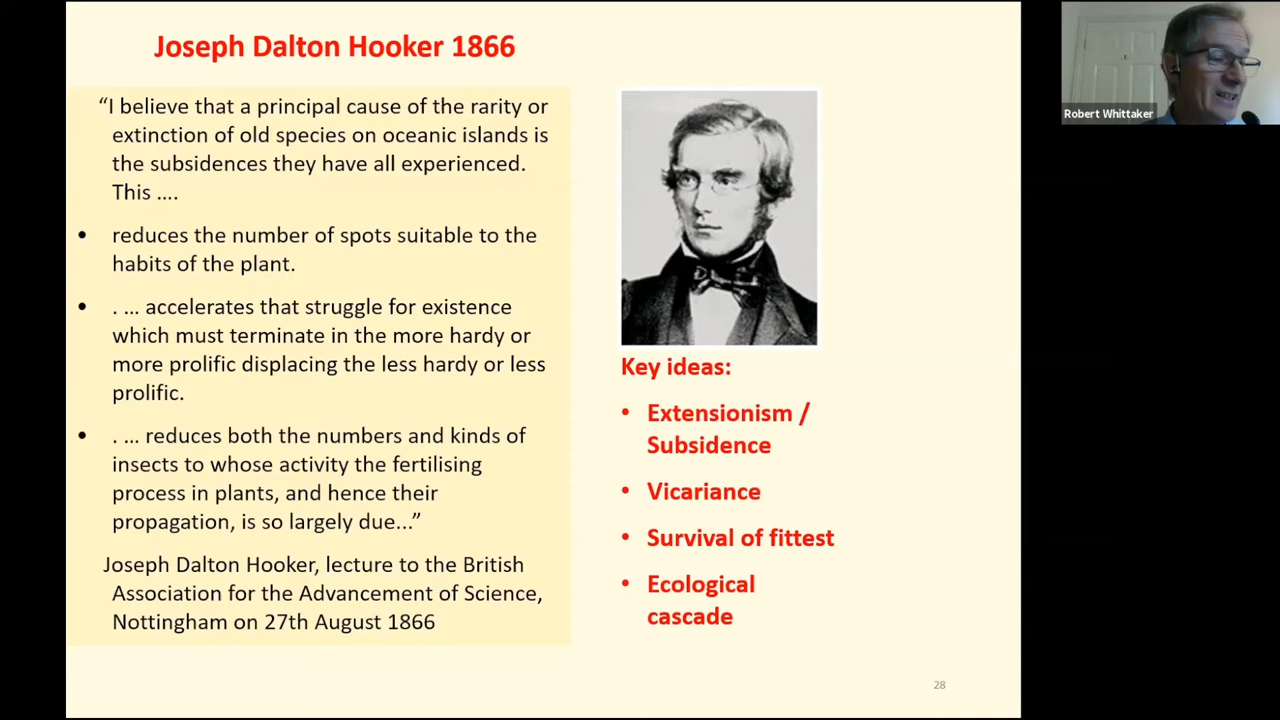 Joseph Dalton Hooker 1866
“I believe that a principal cause of the rarity or
extinction of old species on oceanic islands is
the subsidences they have all experienced.
This ….
• reduces the number of spots suitable to the
habits of the plant.
• . … accelerates that struggle for existence
which must terminate in the more hardy or
more prolific displacing the less hardy or less
prolific.
• . … reduces both the numbers and kinds of
insects to whose activity the fertilising
process in plants, and hence their
propagation, is so largely due...”
Joseph Dalton Hooker, lecture to the British
Association for the Advancement of Science,
Nottingham on 27th August 1866
Key ideas:
• Extensionism /
Subsidence
• Vicariance
• Survival of fittest
• Ecological
cascade
28
Robert Whittaker